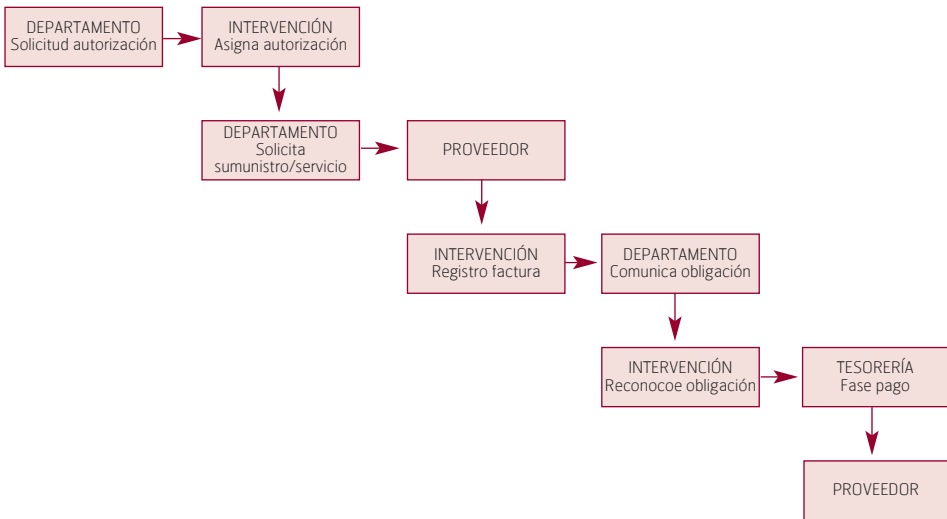 DEPARTAMENTO
Solicitud autorización
INTERVENCIÓN
Asigna autorización
DEPARTAMENTO
Solicita
sumunistro/servicio
PROVEEDOR
INTERVENCIÓN
Registro factura
DEPARTAMENTO
Comunica obligación
INTERVENCIÓN
Reconocoe obligación
TESORERÍA
Fase pago
PROVEEDOR